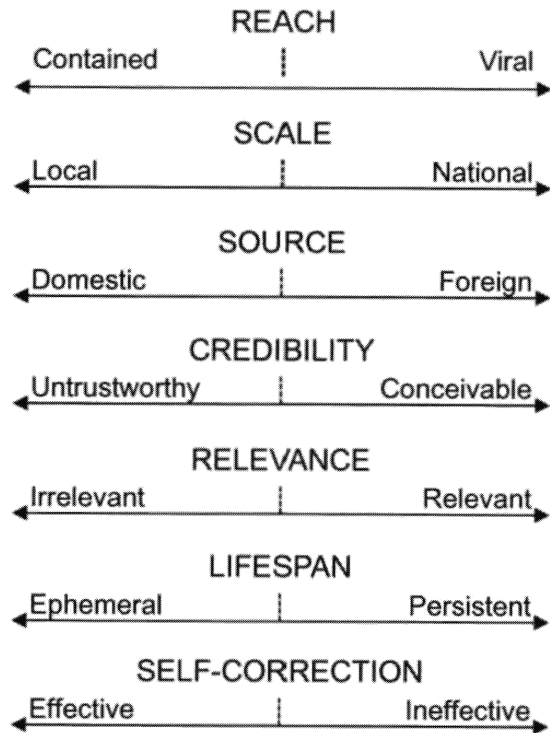 REACH
Contained Viral
SCALE
Local National
SOURCE
Domestic Foreign
CREDIBILITY
Untrustworthy Conceivable
RELEVANCE
Irrelevant Relevant
LIFESPAN
Ephemeral Persistent
SELF-CORRECTION
Effective Ineffective